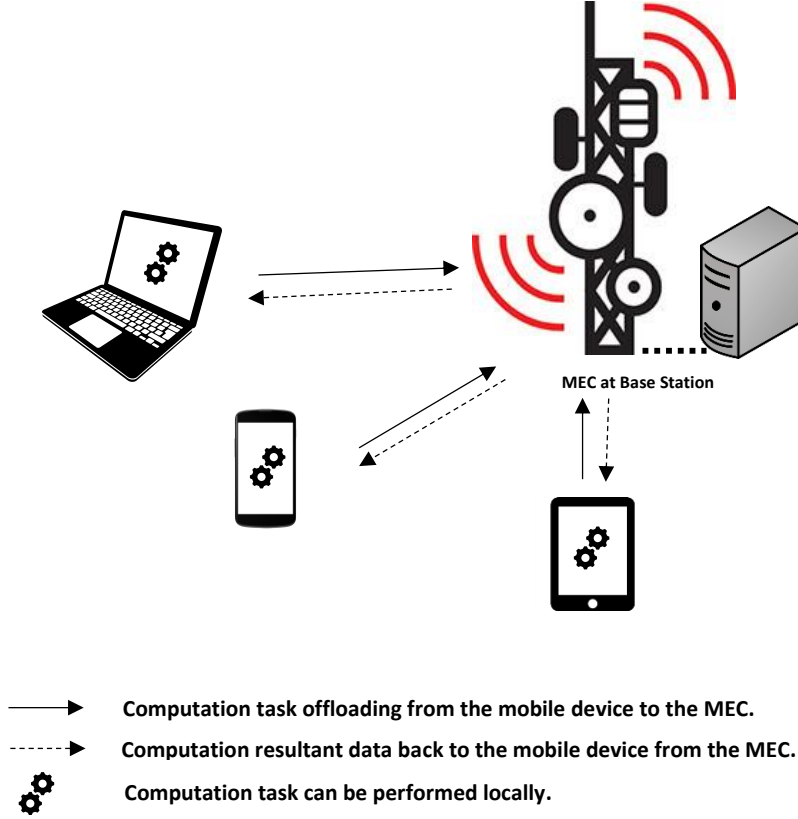 MEC at Base Station
Computation task offloading from the mobile device to the MEC.
Computation resultant data back to the mobile device from the MEC.
Computation task can be performed locally.